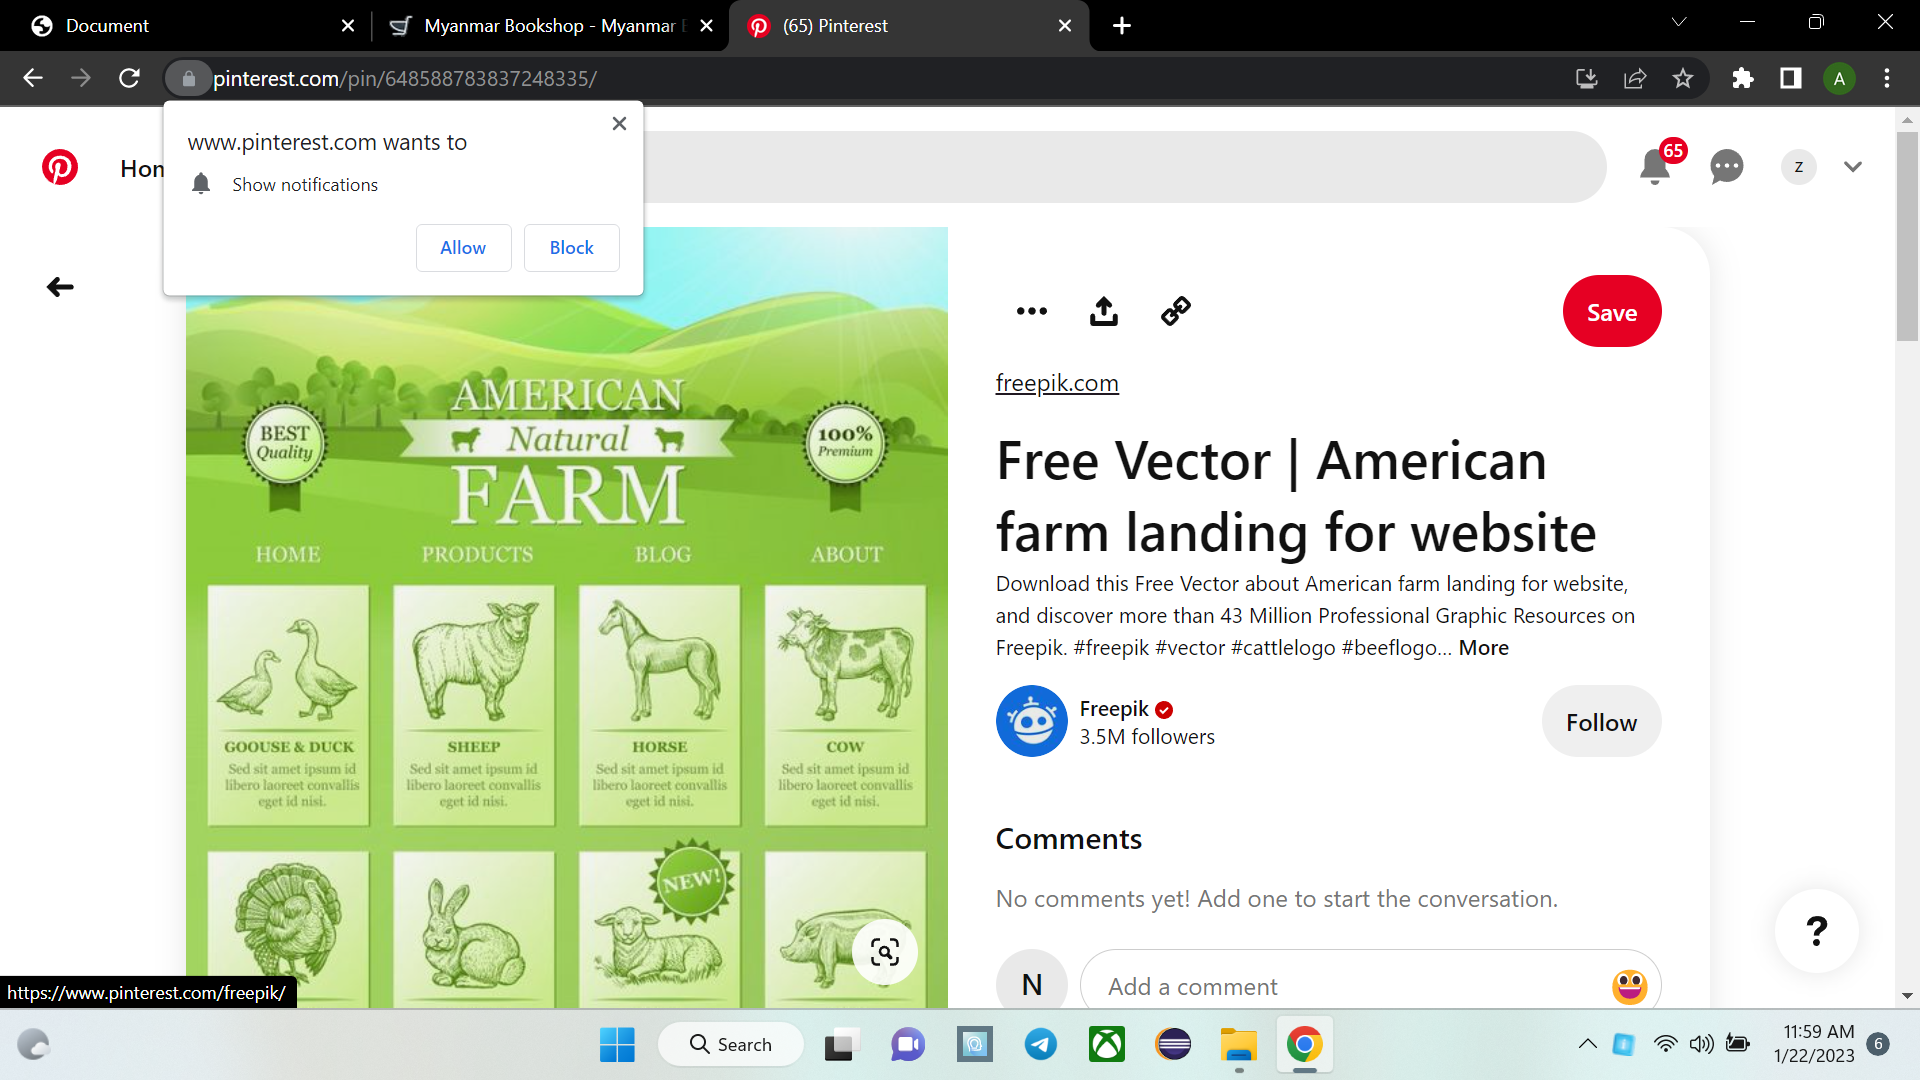 Document
Myanmar Bookshop - Myanmar
(65) Pinterest
pinterest.com/pin/648588783837248335/
A
www.pinterest.com wants to
Show notifications
Allow
Block
Hon
65
z
Save
freepik.com
Free Vector | American
farm landing for website
Download this Free Vector about American farm landing for website,
and discover more than 43 Million Professional Graphic Resources on
Freepik. #freepik #vector #cattlelogo #beeflogo... More
Freepik
3.5M followers
Follow
Comments
No comments yet! Add one to start the conversation.
N
Add a comment
?
BEST
Quality
AMERICAN
Natural
FARM
100%
Premium
HOME
PRODUCTS
BLOG
ABOUT
GOOUSE & DUCK
Sed sit amet ipsum id
libero laoreet convallis
eget id nisi.
SHEEP
Sed sit amet ipsum id
libero laoreet convallis
eget id nisi.
HORSE
Sed sit amet ipsum id
libero laoreet convallis
eget id nisi.
COW
Sed sit amet ipsum id
libero laoreet convallis
eget id nisi.
NEW!
https://www.pinterest.com/freepik/
Search
11:59 AM
1/22/2023
6